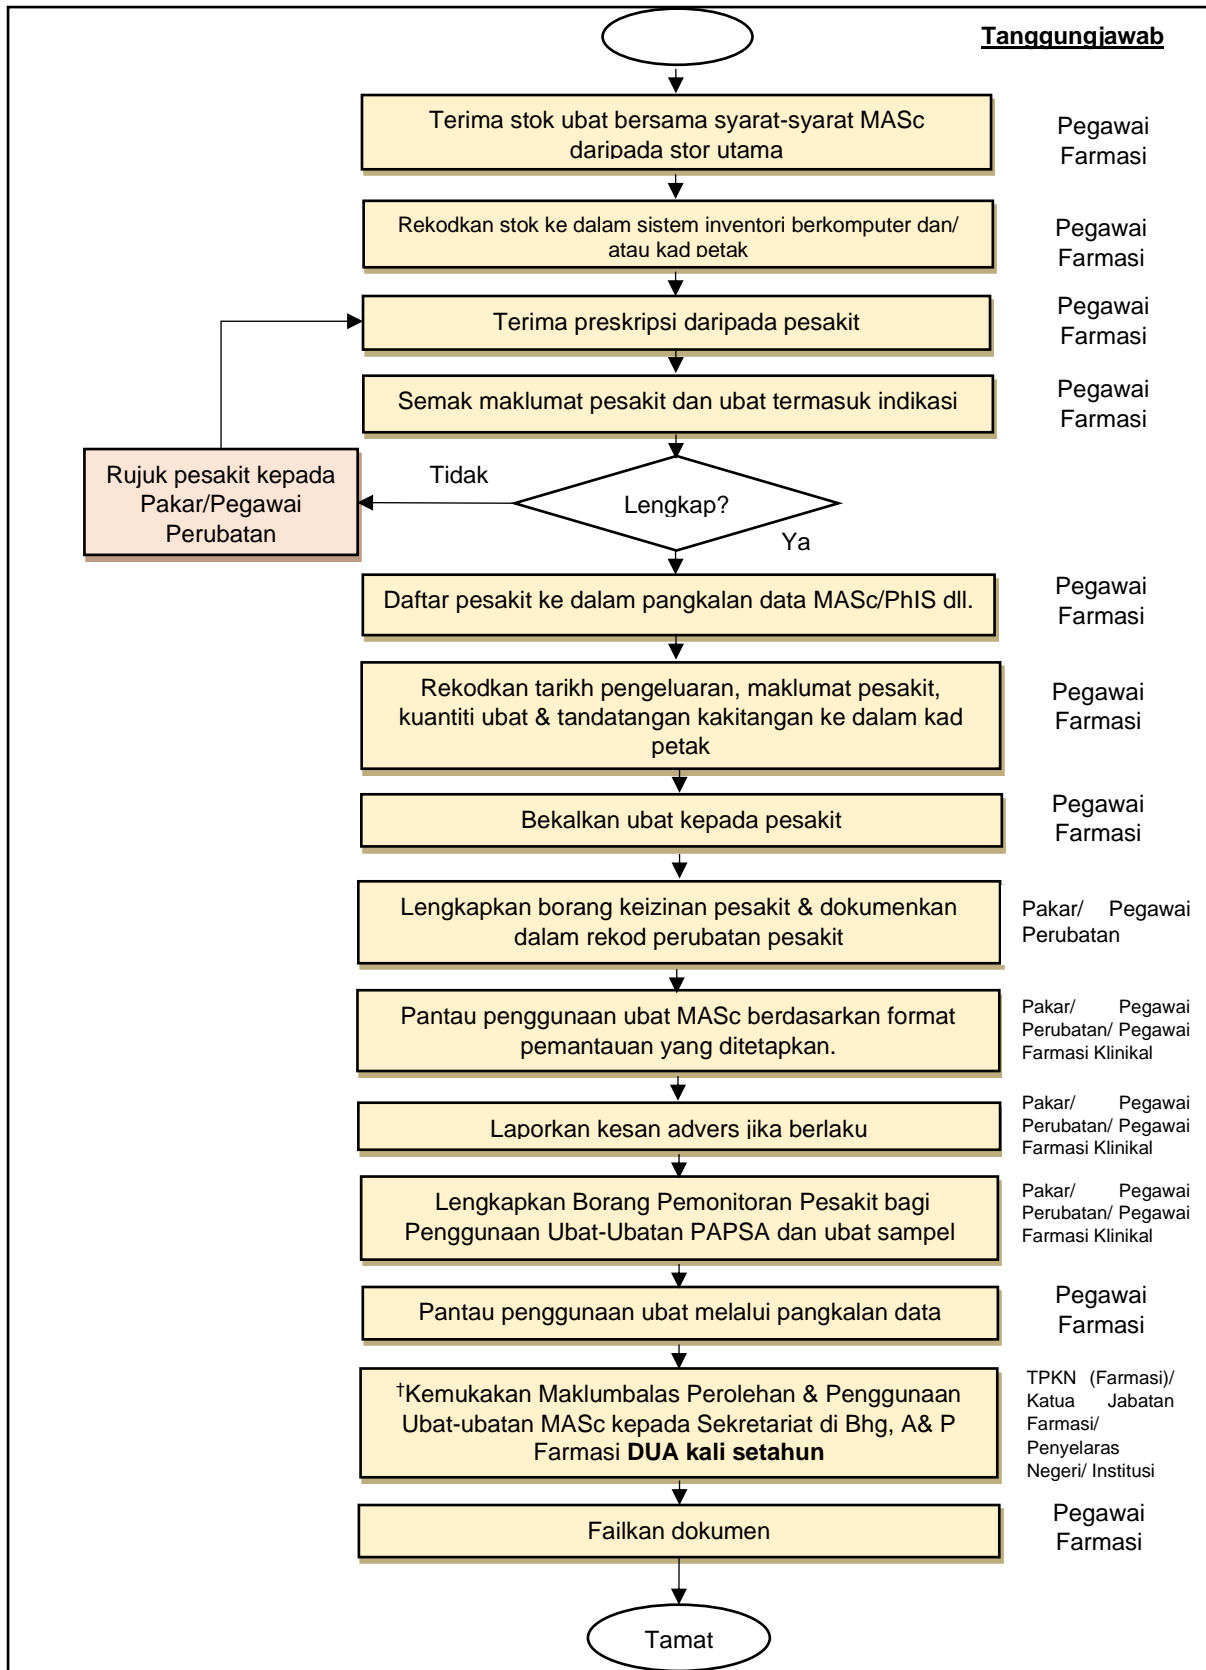 Tanggungjawab
Terima stok ubat bersama syarat-syarat MASc
daripada stor utama
Pegawai
Farmasi
Rekodkan stok ke dalam sistem inventori berkomputer dan/
atau kad petak
Pegawai
Farmasi
Terima preskripsi daripada pesakit
Pegawai
Farmasi
Semak maklumat pesakit dan ubat termasuk indikasi
Pegawai
Farmasi
Rujuk pesakit kepada
Pakar/Pegawai
Perubatan
Tidak
Lengkap?
Ya
Daftar pesakit ke dalam pangkalan data MASc/PhIS dll.
Pegawai
Farmasi
Rekodkan tarikh pengeluaran, maklumat pesakit,
kuantiti ubat & tandatangan kakitangan ke dalam kad
petak
Pegawai
Farmasi
Bekalkan ubat kepada pesakit
Pegawai
Farmasi
Lengkapkan borang keizinan pesakit & dokumenkan
dalam rekod perubatan pesakit
Pakar/ Pegawai
Perubatan
Pantau penggunaan ubat MASc berdasarkan format
pemantauan yang ditetapkan.
Pakar/ Pegawai
Perubatan/ Pegawai
Farmasi Klinikal
Laporkan kesan advers jika berlaku
Pakar/ Pegawai
Perubatan/ Pegawai
Farmasi Klinikal
Lengkapkan Borang Pemonitoran Pesakit bagi
Penggunaan Ubat-Ubatan PAPSA dan ubat sampel
Pakar/ Pegawai
Perubatan/ Pegawai
Farmasi Klinikal
Pantau penggunaan ubat melalui pangkalan data
Pegawai
Farmasi
†Kemukakan Maklumbalas Perolehan & Penggunaan
Ubat-ubatan MASc kepada Sekretariat di Bhg, A& P
Farmasi DUA kali setahun
TPKN (Farmasi)/
Katua Jabatan
Farmasi/
Penyelaras
Negeri/ Institusi
Failkan dokumen
Pegawai
Farmasi
Tamat